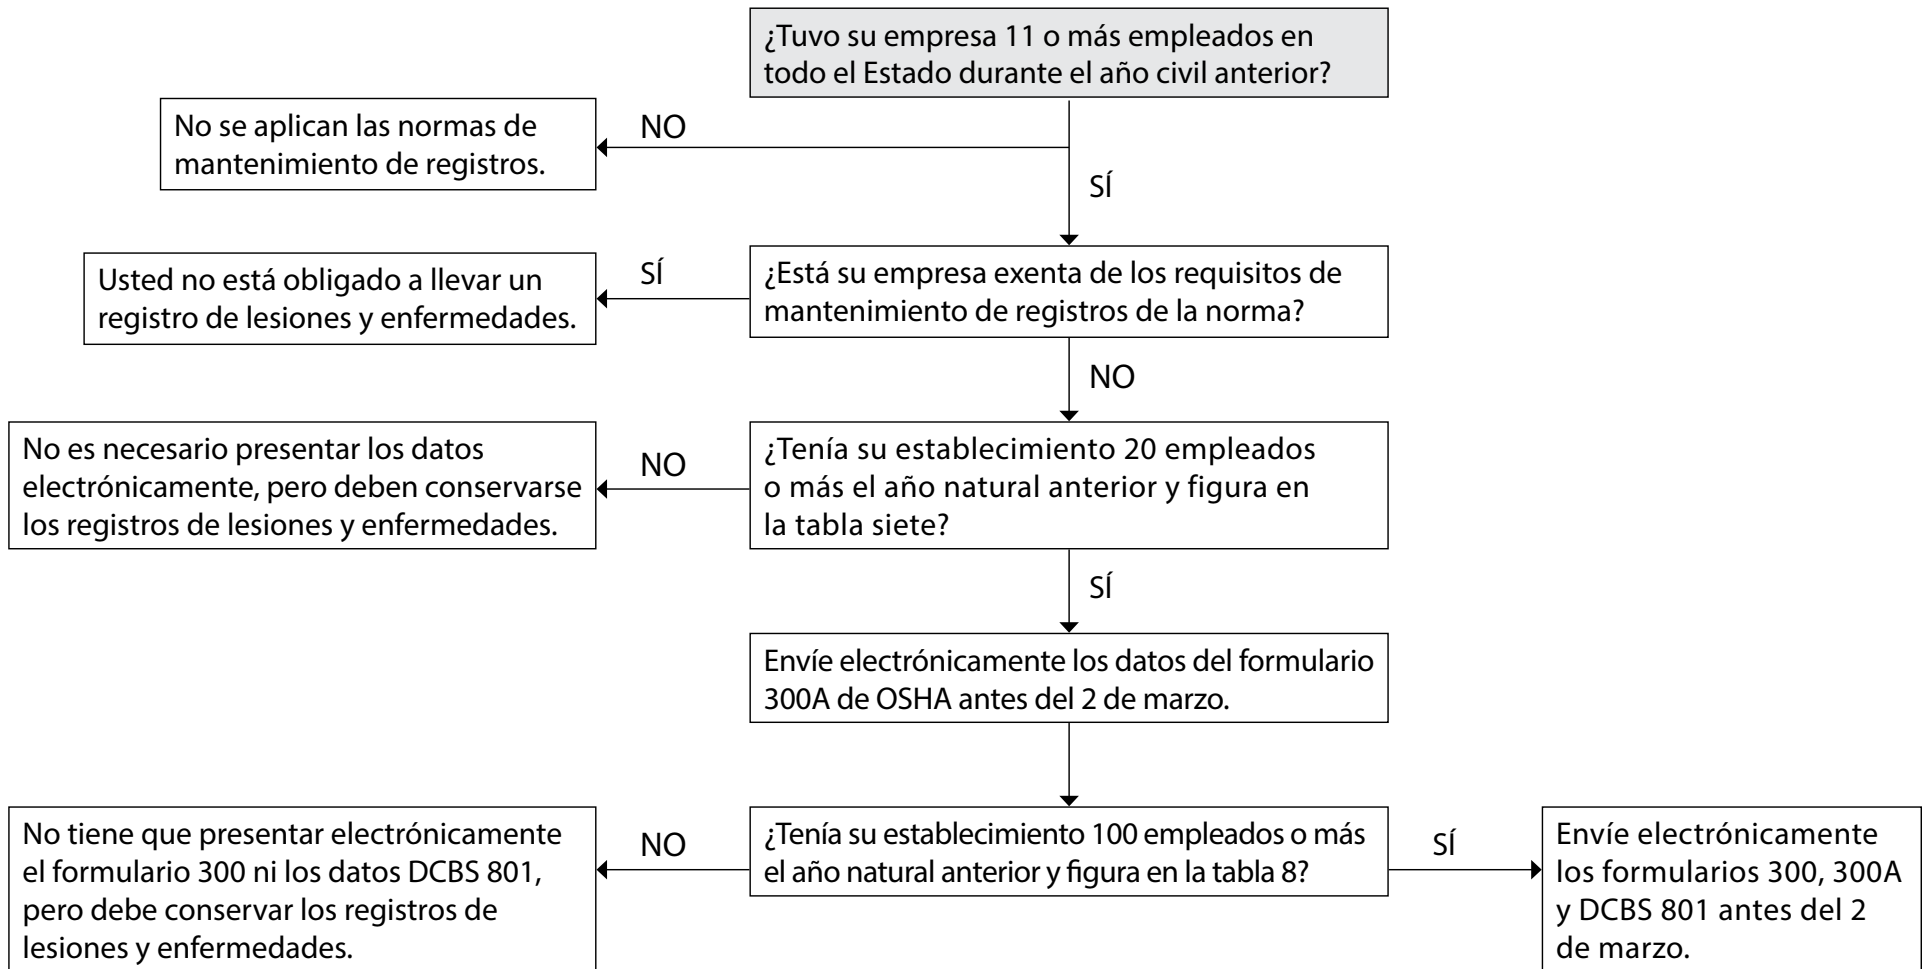 ¿Tuvo su empresa 11 o más empleados en
todo el Estado durante el año civil anterior?
NO
No se aplican las normas de
mantenimiento de registros.
SÍ
¿Está su empresa exenta de los requisitos de
mantenimiento de registros de la norma?
SÍ
Usted no está obligado a llevar un
registro de lesiones y enfermedades.
NO
¿Tenía su establecimiento 20 empleados
o más el año natural anterior y figura en
la tabla siete?
NO
No es necesario presentar los datos
electrónicamente, pero deben conservarse
los registros de lesiones y enfermedades.
SÍ
Envíe electrónicamente los datos del formulario
300A de OSHA antes del 2 de marzo.
¿Tenía su establecimiento 100 empleados o más
el año natural anterior y figura en la tabla 8?
NO
No tiene que presentar electrónicamente
el formulario 300 ni los datos DCBS 801,
pero debe conservar los registros de
lesiones y enfermedades.
SÍ
Envíe electrónicamente
los formularios 300, 300A
y DCBS 801 antes del 2
de marzo.